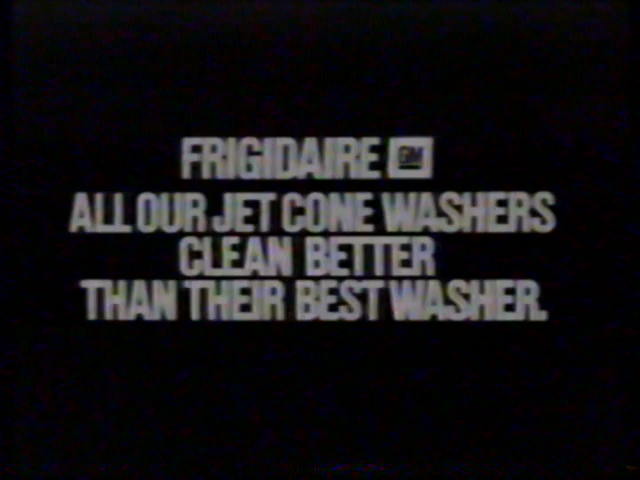 FRIGIDAIRE GM
ALL OUR JET CONE WASHERS
CLEAN BETTER
THAN THEIR BEST WASHER.